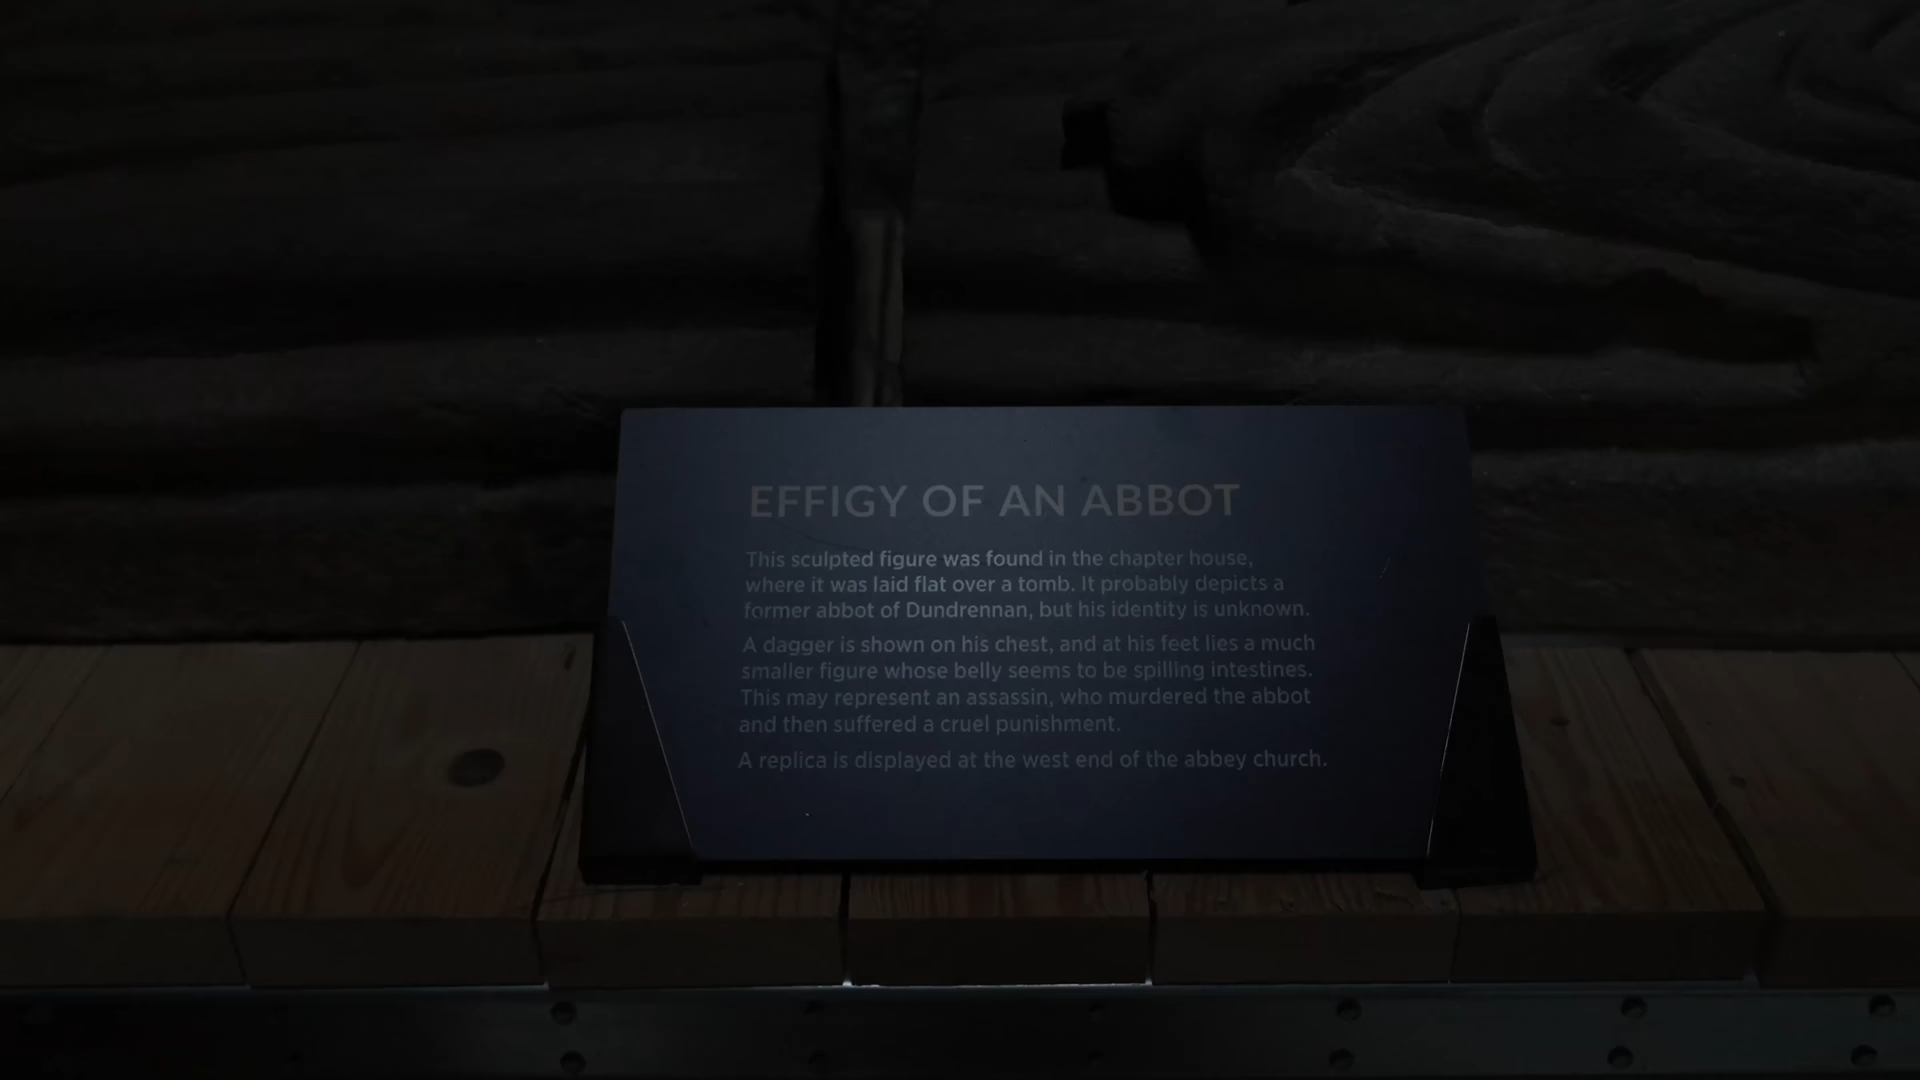 EFFIGY OF AN ABBOT
This sculpted figure was found in the chapter house,
where it was laid flat over a tomb. It probably depicts a
former abbot of Dundrennan, but his identity is unknown.
A dagger is shown on his chest, and at his feet lies a much
smaller figure whose belly seems to be spilling intestines.
This may represent an assassin, who murdered the abbot
and then suffered a cruel punishment.
A replica is displayed at the west end of the abbey church.